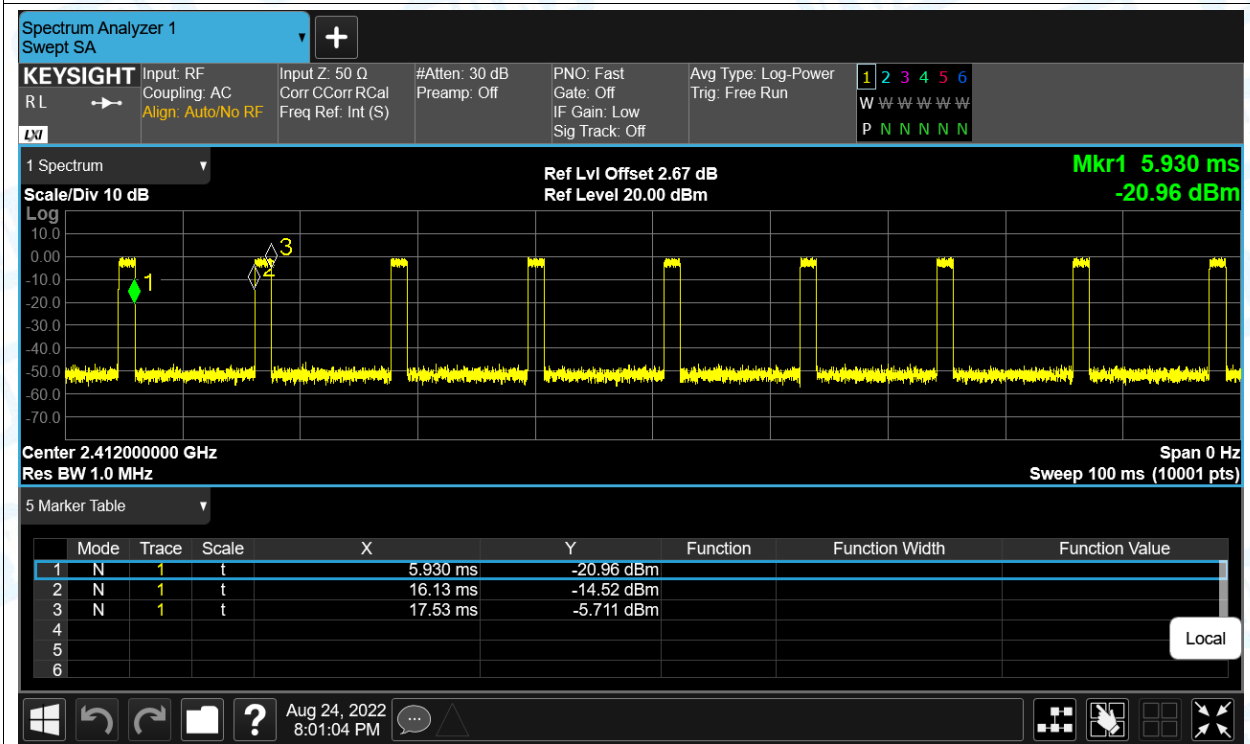 Spectrum Analyzer 1
Swept SA
KEYSIGHT
R L
LXI
Input: RF
Coupling: AC
Align: Auto/No RF
Input Z: 50 Ω
Corr CCorr RCal
Freq Ref: Int (S)
#Atten: 30 dB
Preamp: Off
PNO: Fast
Gate: Off
IF Gain: Low
Sig Track: Off
Avg Type: Log-Power
Trig: Free Run
1 2 3 4 5 6
W W W W W W
P N N N N N
1 Spectrum
Scale/Div 10 dB
Ref Lvl Offset 2.67 dB
Ref Level 20.00 dBm
Mkr1 5.930 ms
-20.96 dBm
Log
10.0
0.00
-10.0
-20.0
-30.0
-40.0
-50.0
-60.0
-70.0
1
2
3
Center 2.412000000 GHz
Res BW 1.0 MHz
Span 0 Hz
Sweep 100 ms (10001 pts)
5 Marker Table
Mode Trace Scale X Y Function Function Width Function Value
1 N 1 t 5.930 ms -20.96 dBm
2 N 1 t 16.13 ms -14.52 dBm
3 N 1 t 17.53 ms -5.711 dBm
4
5
6
Local
?
Aug 24, 2022
8:01:04 PM